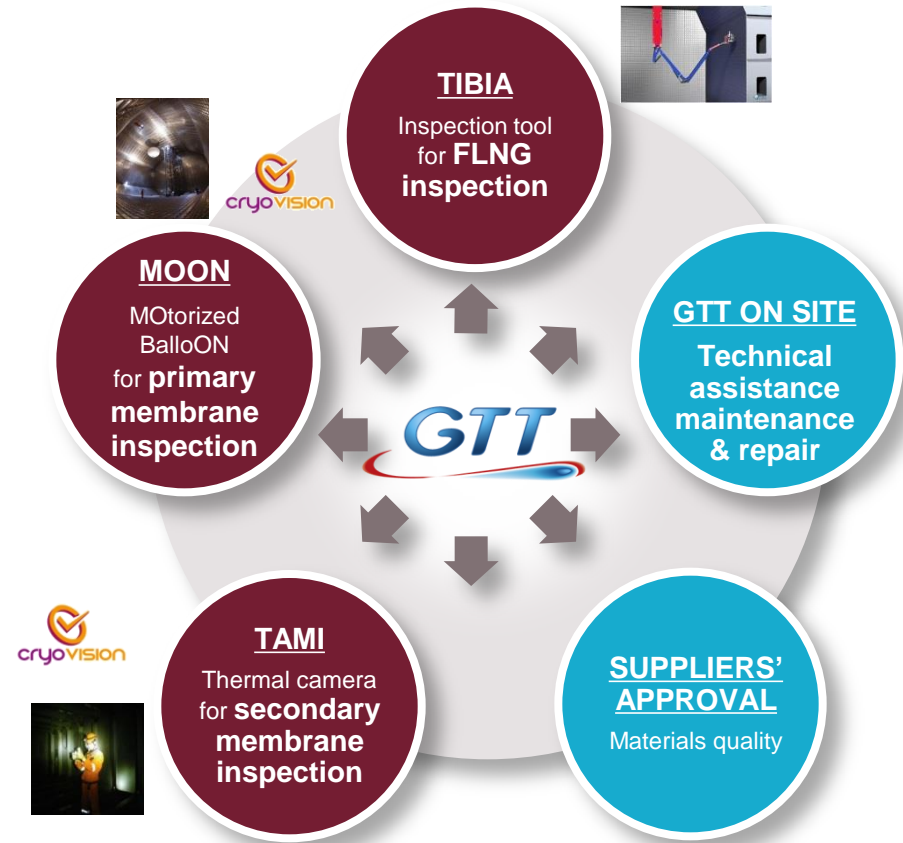 TIBIA
Inspection tool
for FLNG
inspection
cryovision
MOON
MOtorized
BalloON
for primary
membrane
inspection
GTT ON SITE
Technical
assistance
maintenance
& repair
GTT
cryovision
TAMI
Thermal camera
for secondary
membrane
inspection
SUPPLIERS’
APPROVAL
Materials quality